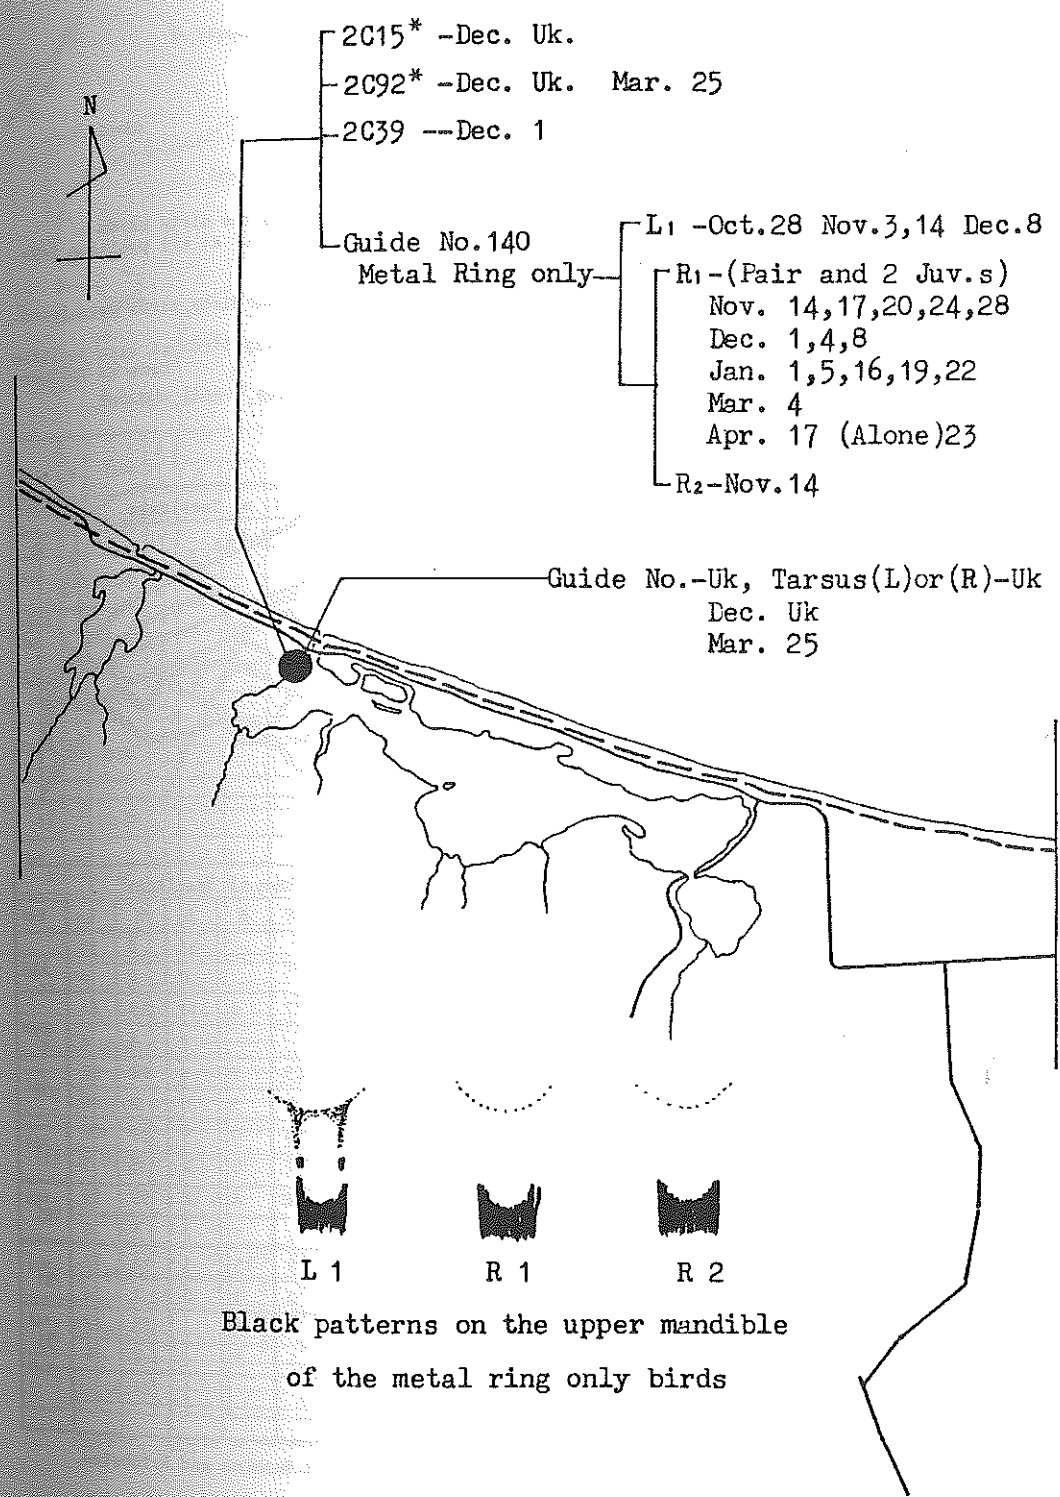 2C15* -Dec. Uk.
2C92* -Dec. Uk. Mar. 25
2C39 --Dec. 1
N
Guide No.140
Metal Ring only
L1 -Oct.28 Nov.3,14 Dec.8
R1-(Pair and 2 Juv.s)
Nov. 14,17,20,24,28
Dec. 1,4,8
Jan. 1,5,16,19,22
Mar. 4
Apr. 17 (Alone)23
R2-Nov.14
Guide No.-Uk, Tarsus(L)or(R)-Uk
Dec. Uk
Mar. 25
L 1 R 1 R 2
Black patterns on the upper mandible
of the metal ring only birds